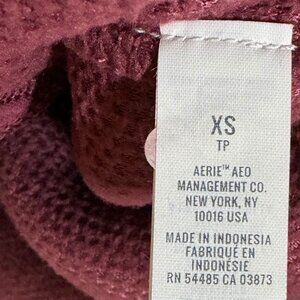 XS
TP
AERIE™ AEO
MANAGEMENT CO.
NEW YORK, NY
10016 USA
MADE IN INDONESIA
FABRIQUÉ EN
INDONÉSIE
RN 54485 CA 03873